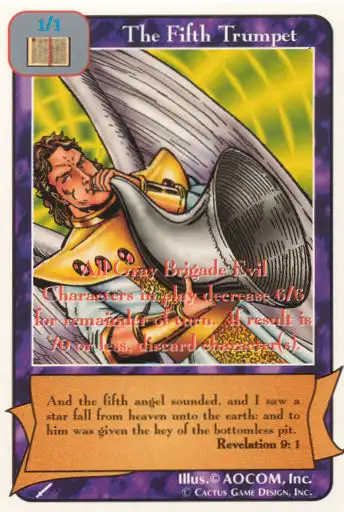 1/1
The Fifth Trumpet
All Gray Brigade Evil
Characters in play decrease 6/6
for remainder of turn. If result is
/0 or less, discard character(s).
And the fifth angel sounded, and I saw a
star fall from heaven unto the earth: and to
him was given the key of the bottomless pit.
Revelation 9: 1
Illus.© AOCOM, Inc.
© Cactus Game Design, Inc.